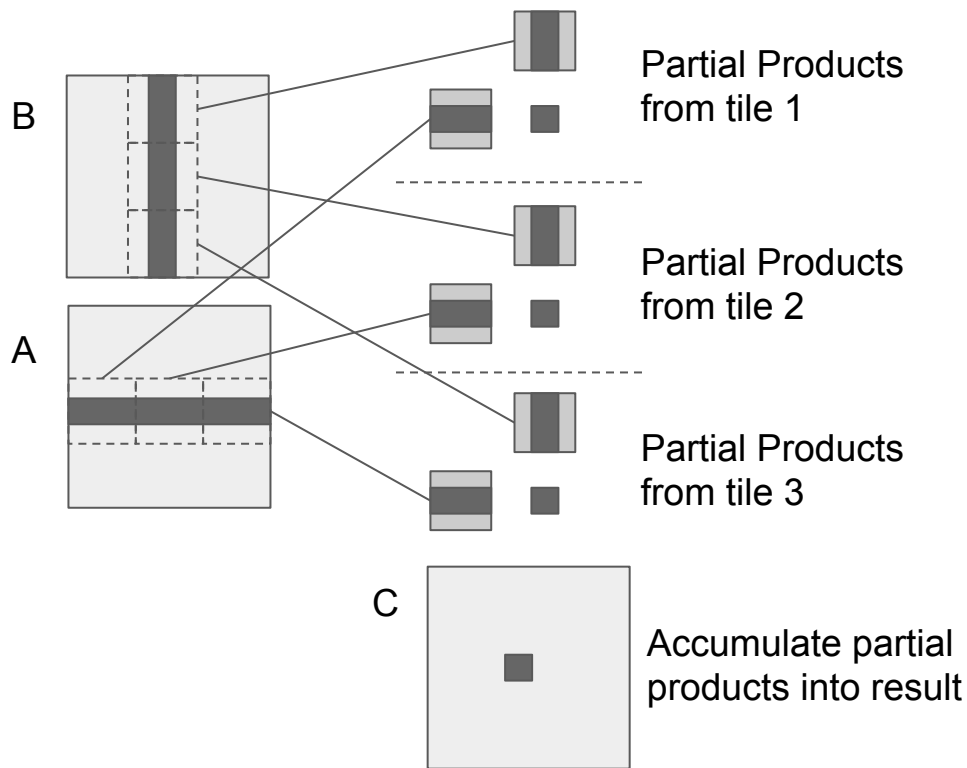 B
Partial Products
from tile 1
A
Partial Products
from tile 2
Partial Products
from tile 3
C
Accumulate partial
products into result